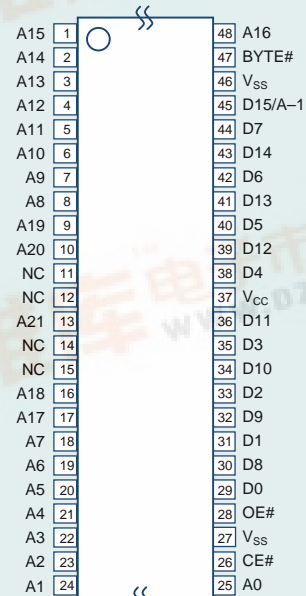 A15 1 48 A16
A14 2 47 BYTE#
A13 3 46 VSS
A12 4 45 D15/A–1
A11 5 44 D7
A10 6 43 D14
A9 7 42 D6
A8 8 41 D13
A19 9 40 D5
A20 10 39 D12
NC 11 38 D4
NC 12 37 VCC
A21 13 36 D11
NC 14 35 D3
NC 15 34 D10
A18 16 33 D2
A17 17 32 D9
A7 18 31 D1
A6 19 30 D8
A5 20 29 D0
A4 21 28 OE#
A3 22 27 VSS
A2 23 26 CE#
A1 24 25 A0